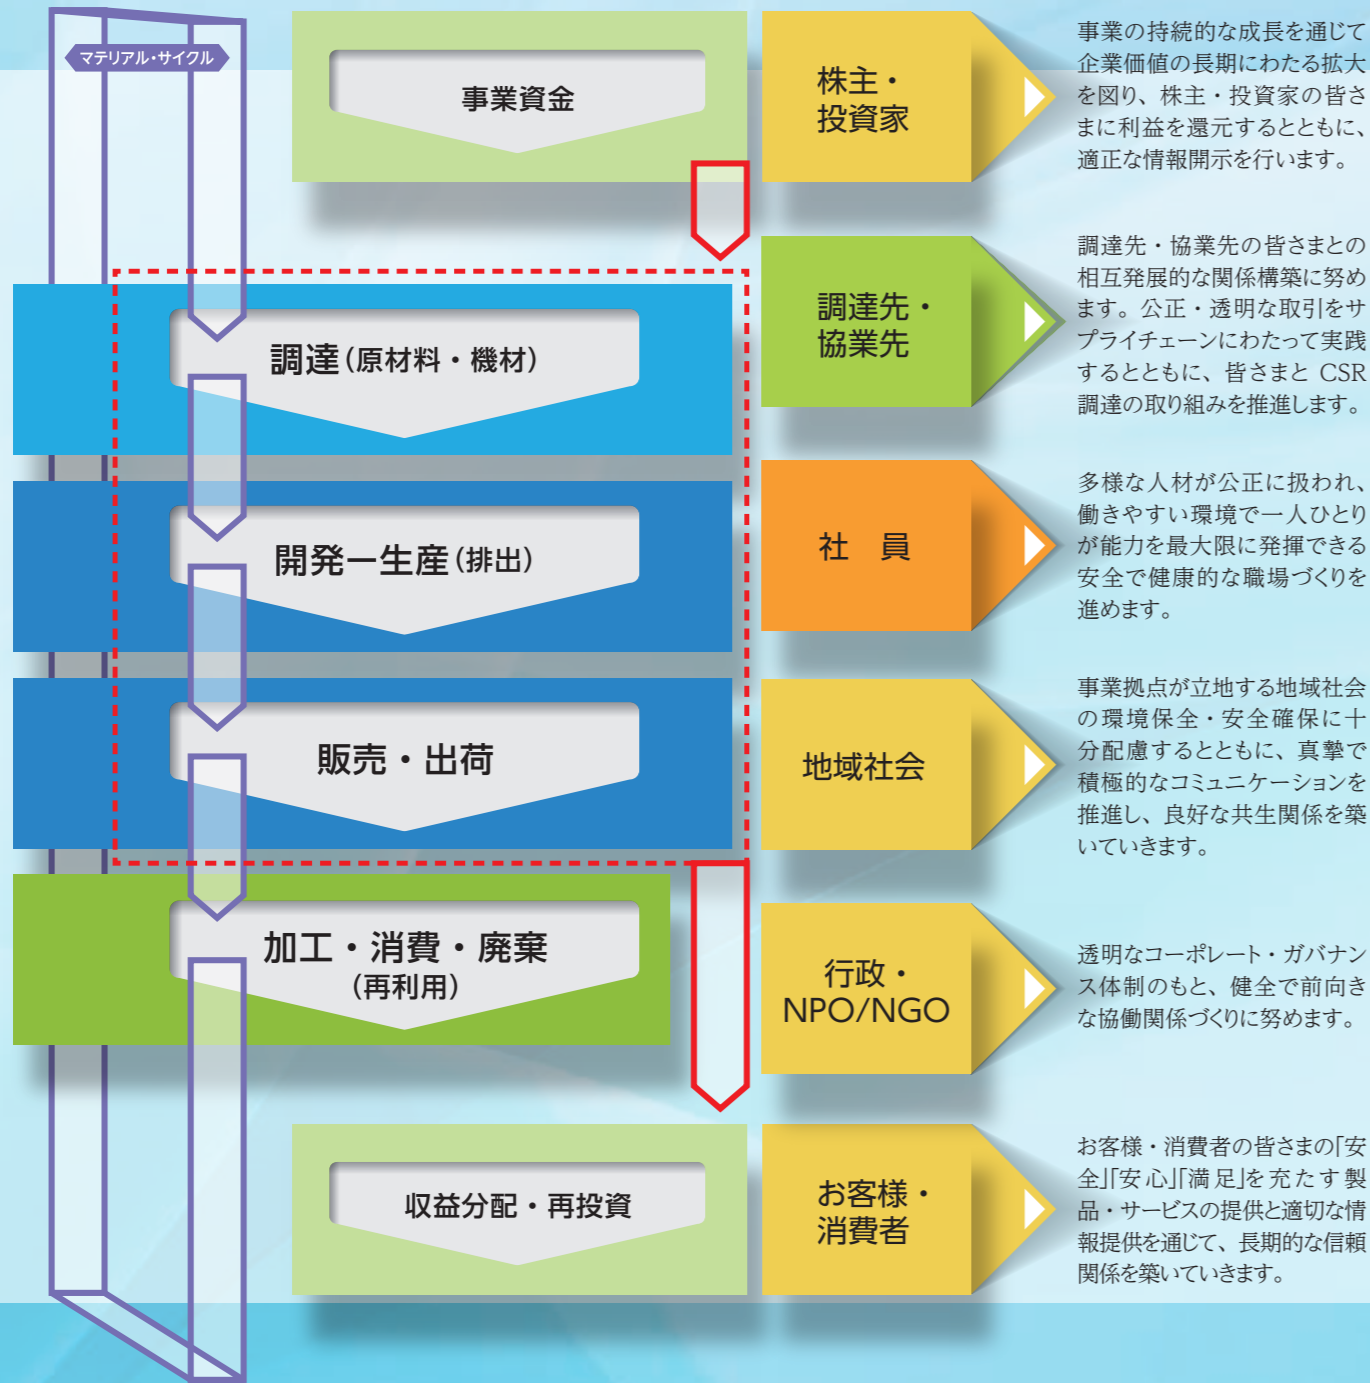 マテリアル・サイクル
事業資金
株主・
投資家
事業の持続的な成長を通じて
企業価値の長期にわたる拡大
を図り、株主・投資家の皆さ
まに利益を還元するとともに、
適正な情報開示を行います。
調達（原材料・機材）
調達先・
協業先
調達先・協業先の皆さまとの
相互発展的な関係構築に努め
ます。公正・透明な取引をサ
プライチェーンにわたって実践
するとともに、皆さまと CSR
調達の取り組みを推進します。
開発ー生産（排出）
社　員
多様な人材が公正に扱われ、
働きやすい環境で一人ひとり
が能力を最大限に発揮できる
安全で健康的な職場づくりを
進めます。
販売・出荷
地域社会
事業拠点が立地する地域社会
の環境保全・安全確保に十
分配慮するとともに、真摯で
積極的なコミュニケーションを
推進し、良好な共生関係を築
いていきます。
加工・消費・廃棄
（再利用）
行政・
NPO/NGO
透明なコーポレート・ガバナン
ス体制のもと、健全で前向き
な協働関係づくりに努めます。
収益分配・再投資
お客様・
消費者
お客様・消費者の皆さまの「安
全」「安心」「満足」を充たす製
品・サービスの提供と適切な情
報提供を通じて、長期的な信頼
関係を築いていきます。